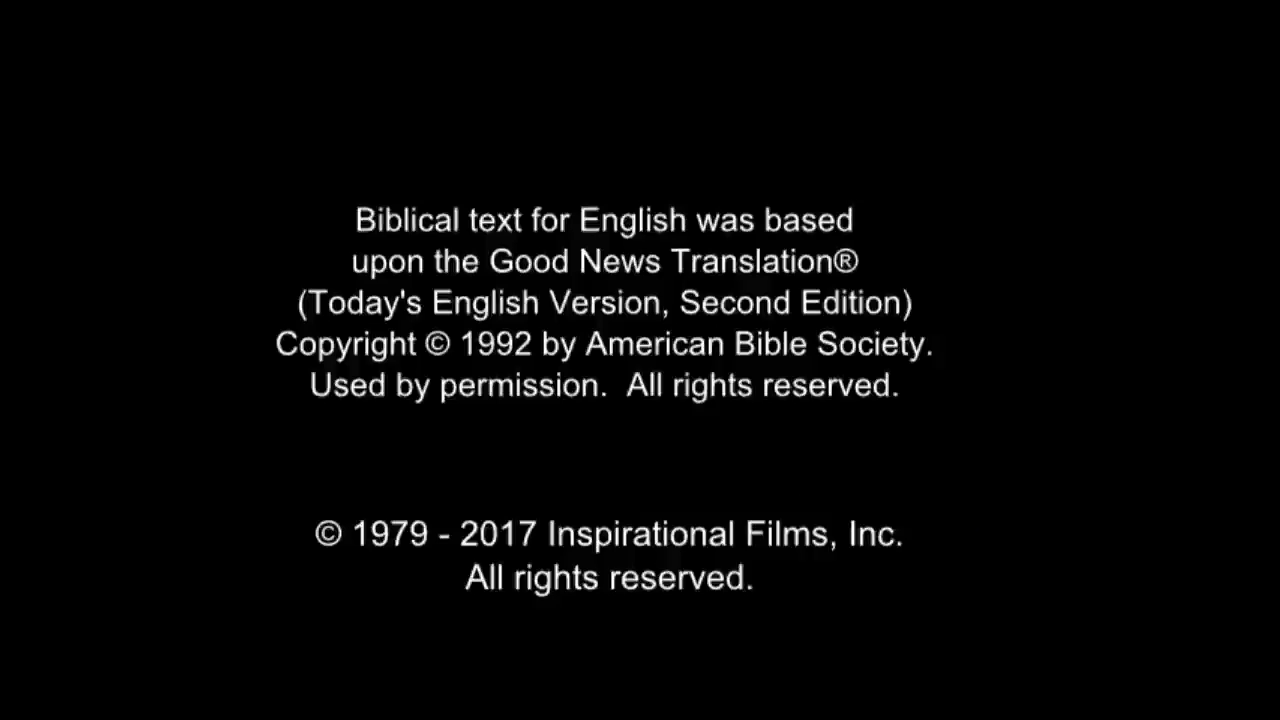 Biblical text for English was based
upon the Good News Translation®
(Today's English Version, Second Edition)
Copyright © 1992 by American Bible Society.
Used by permission.  All rights reserved.
© 1979 - 2017 Inspirational Films, Inc.
All rights reserved.